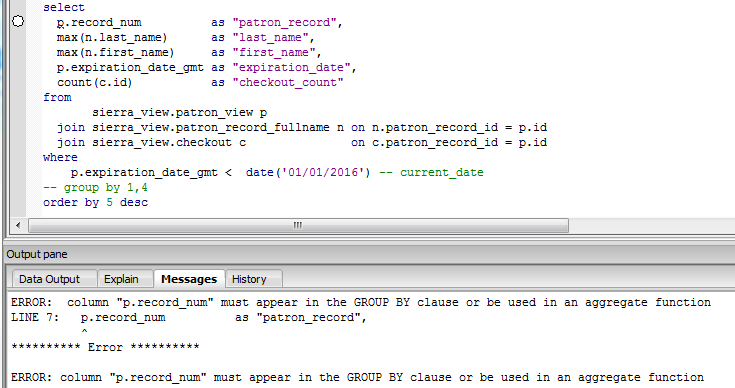 select
p.record_num as "patron_record",
max(n.last_name) as "last_name",
max(n.first_name) as "first_name",
p.expiration_date_gmt as "expiration_date",
count(c.id) as "checkout_count"
from
sierra_view.patron_view p
join sierra_view.patron_record_fullname n on n.patron_record_id = p.id
join sierra_view.checkout c on c.patron_record_id = p.id
where
p.expiration_date_gmt < date('01/01/2016') -- current_date
-- group by 1,4
order by 5 desc
Output pane
Data Output Explain Messages History
ERROR: column "p.record_num" must appear in the GROUP BY clause or be used in an aggregate function
LINE 7: p.record_num as "patron_record",
^
********** Error **********
ERROR: column "p.record_num" must appear in the GROUP BY clause or be used in an aggregate function